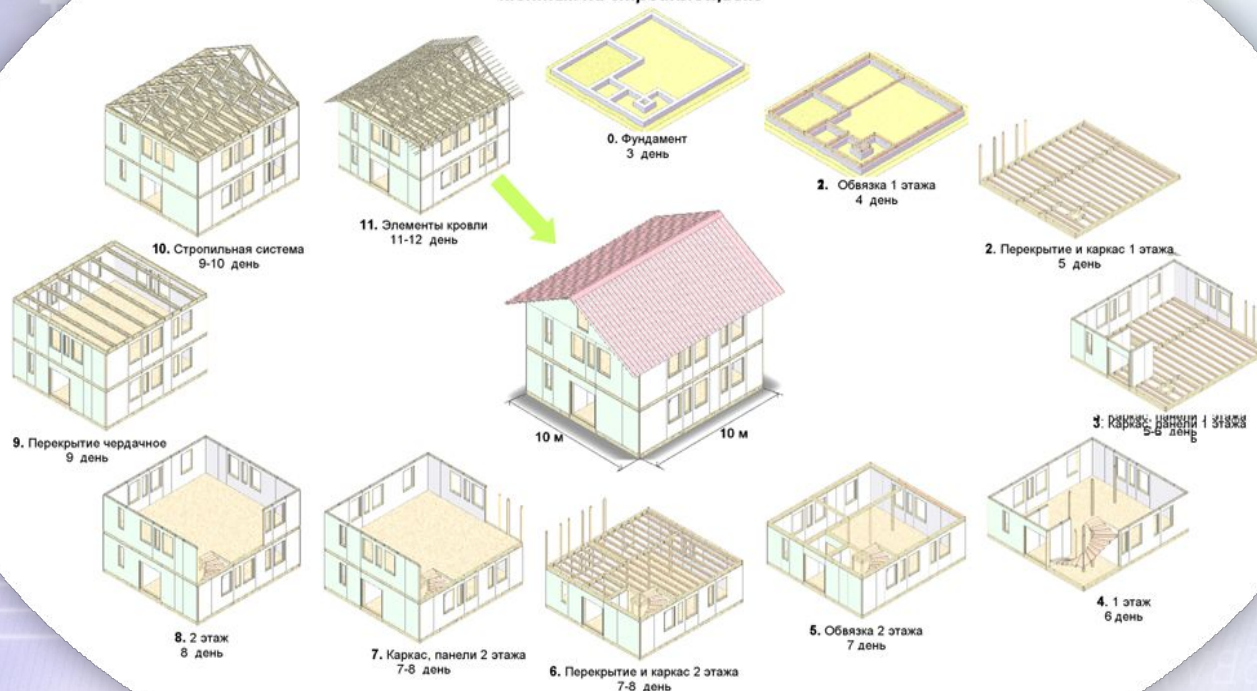 0. Фундамент
3 день
2. Обвязка 1 этажа
4 день
2. Перекрытие и каркас 1 этажа
5 день
3. Каркас, панели 1 этажа
5-6 день
4. 1 этаж
6 день
5. Обвязка 2 этажа
7 день
6. Перекрытие и каркас 2 этажа
7-8 день
7. Каркас, панели 2 этажа
7-8 день
8. 2 этаж
8 день
9. Перекрытие чердачное
9 день
10. Стропильная система
9-10 день
11. Элементы кровли
11-12 день
10 м
10 м